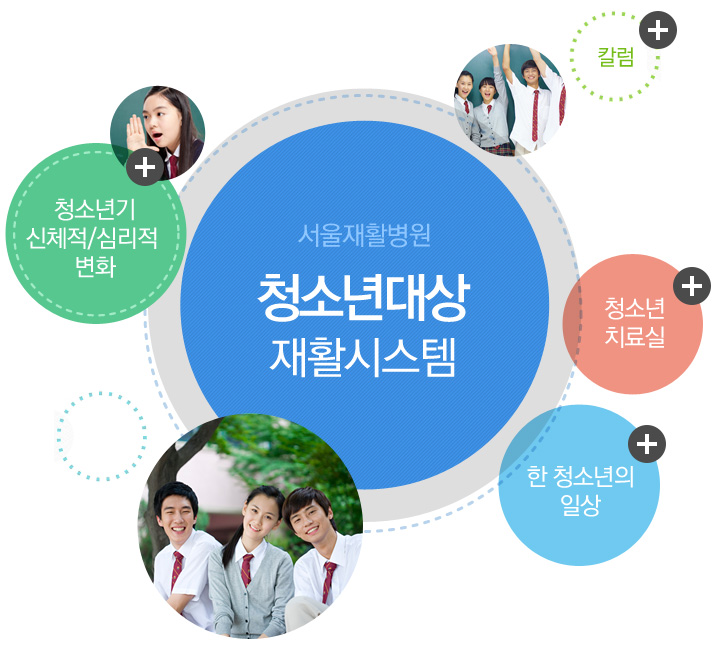 칼럼
청소년기
신체적/심리적
변화
서울재활병원
청소년대상
재활시스템
청소년
치료실
한 청소년의
일상